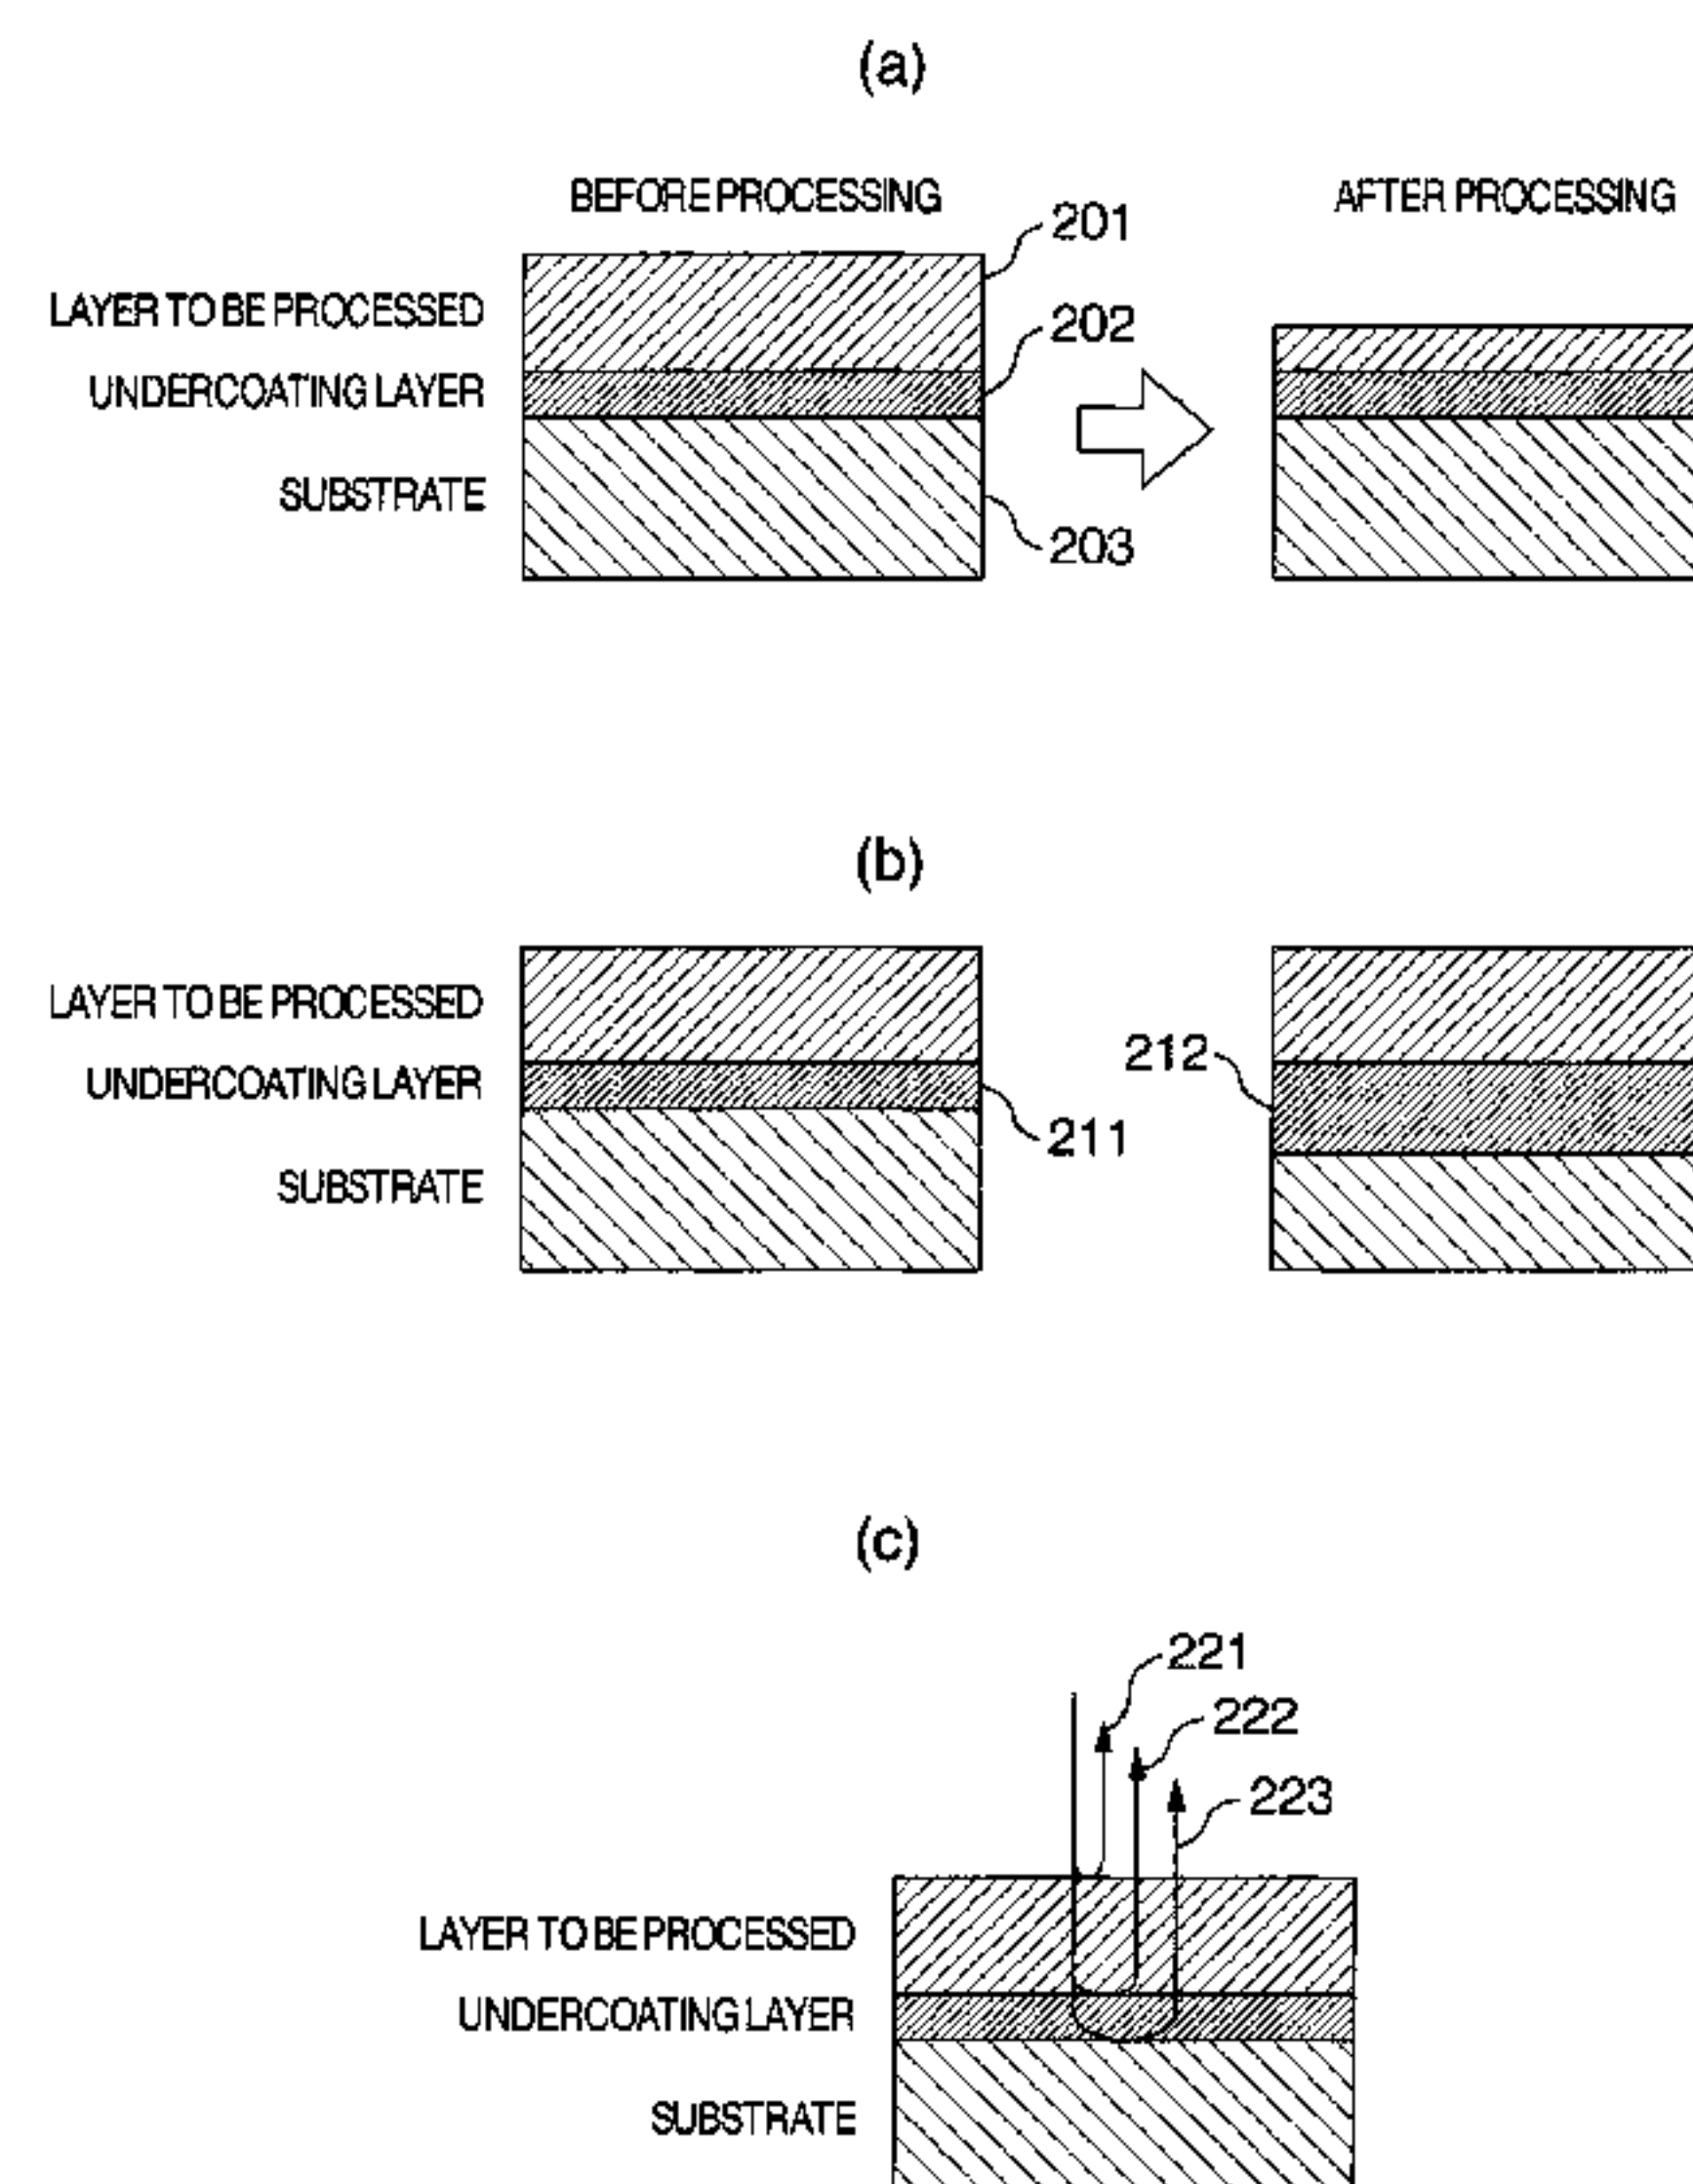 (a)
BEFORE PROCESSING
AFTER PROCESSING
201
LAYER TO BE PROCESSED
202
UNDERCOATING LAYER
SUBSTRATE
203
(b)
LAYER TO BE PROCESSED
212
UNDERCOATING LAYER
211
SUBSTRATE
(c)
221
222
223
LAYER TO BE PROCESSED
UNDERCOATING LAYER
SUBSTRATE